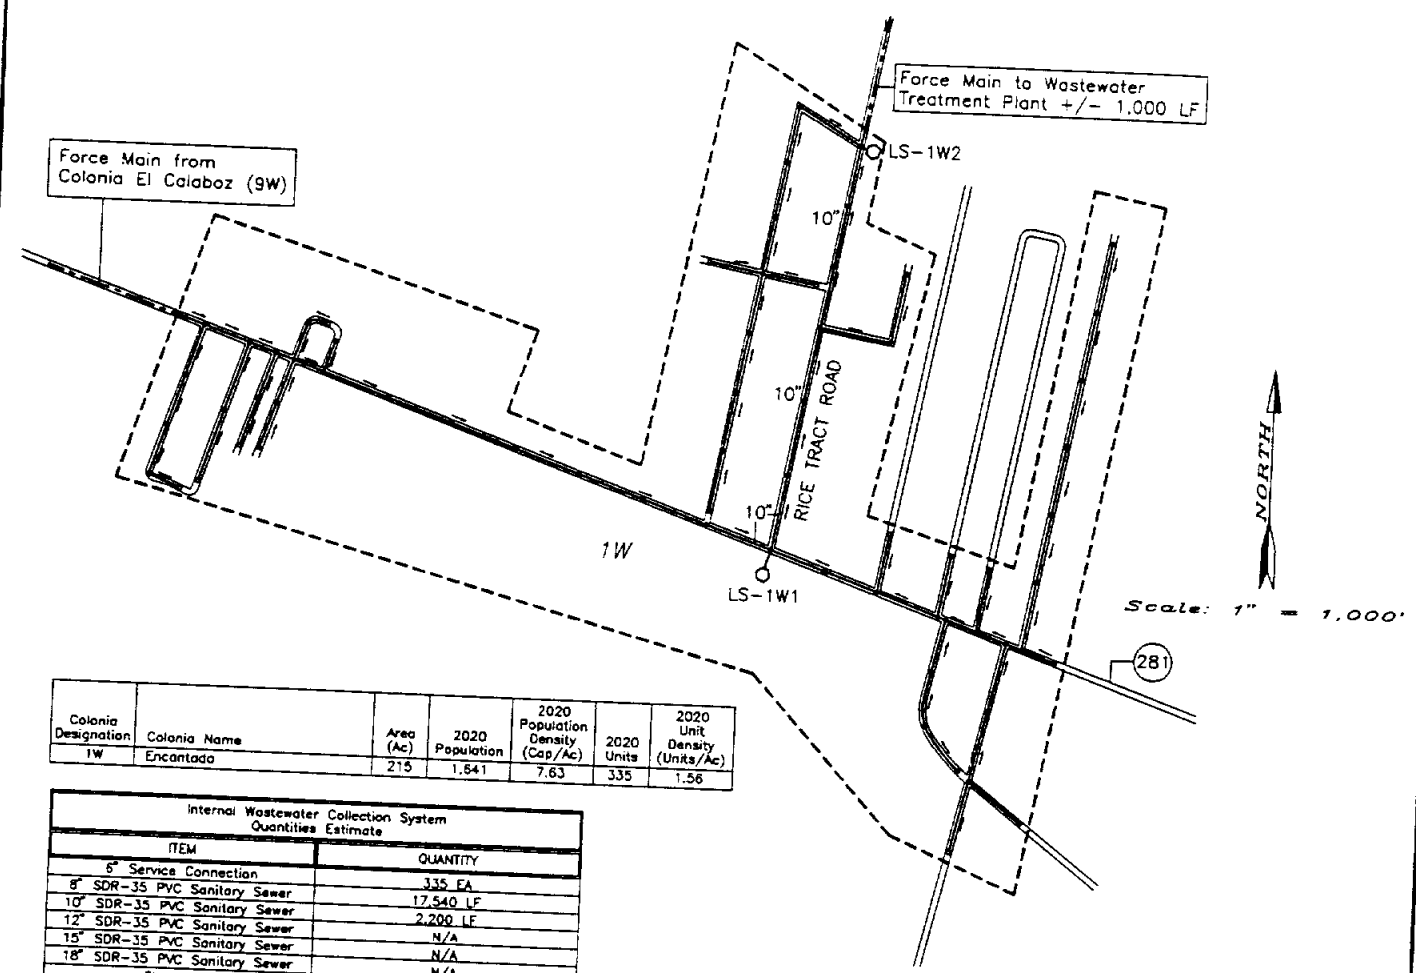 Force Main to Wastewater
Treatment Plant +/- 1,000 LF
LS-1W2
Force Main from
Colonia El Calaboz (9W)
10"
10"
RICE TRACT ROAD
10"
1W
LS-1W1
NORTH
Scale: 1" = 1,000'
281
Colonia Designation Colonia Name Area (Ac) 2020 Population 2020 Population Density (Cap/Ac) 2020 Units 2020 Unit Density (Units/Ac)
1W Encantada 215 1,641 7.63 335 1.56
Internal Wastewater Collection System
Quantities Estimate
ITEM QUANTITY
6" Service Connection 335 EA
8" SDR-35 PVC Sanitary Sewer 17,540 LF
10" SDR-35 PVC Sanitary Sewer 2,200 LF
12" SDR-35 PVC Sanitary Sewer N/A
15" SDR-35 PVC Sanitary Sewer N/A
18" SDR-35 PVC Sanitary Sewer N/A